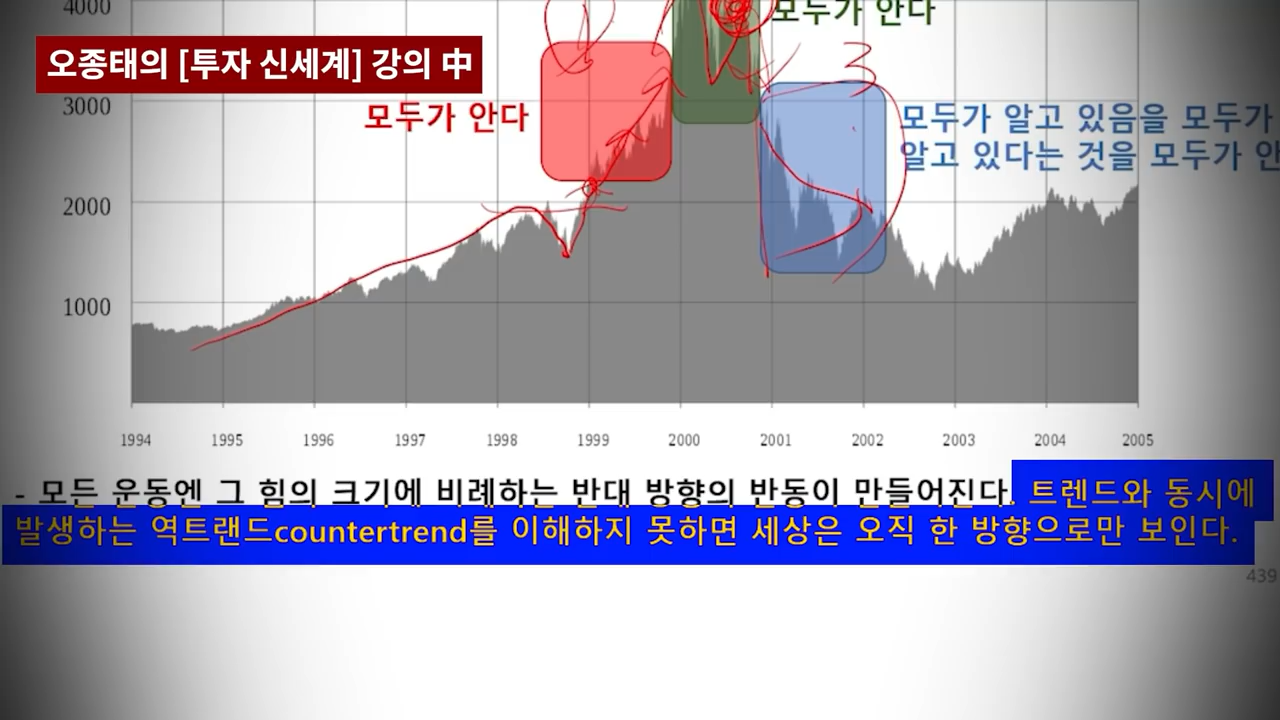 4000
모두가 안다
오종태의 [투자 신세계] 강의 中
3000
모두가 안다
3
모두가 알고 있음을 모두가
알고 있다는 것을 모두가 안
2000
1000
1994 1995 1996 1997 1998 1999 2000 2001 2002 2003 2004 2005
- 모든 운동엔 그 힘의 크기에 비례하는 반대 방향의 반동이 만들어진다. 트렌드와 동시에
발생하는 역트랜드countertrend를 이해하지 못하면 세상은 오직 한 방향으로만 보인다.
439